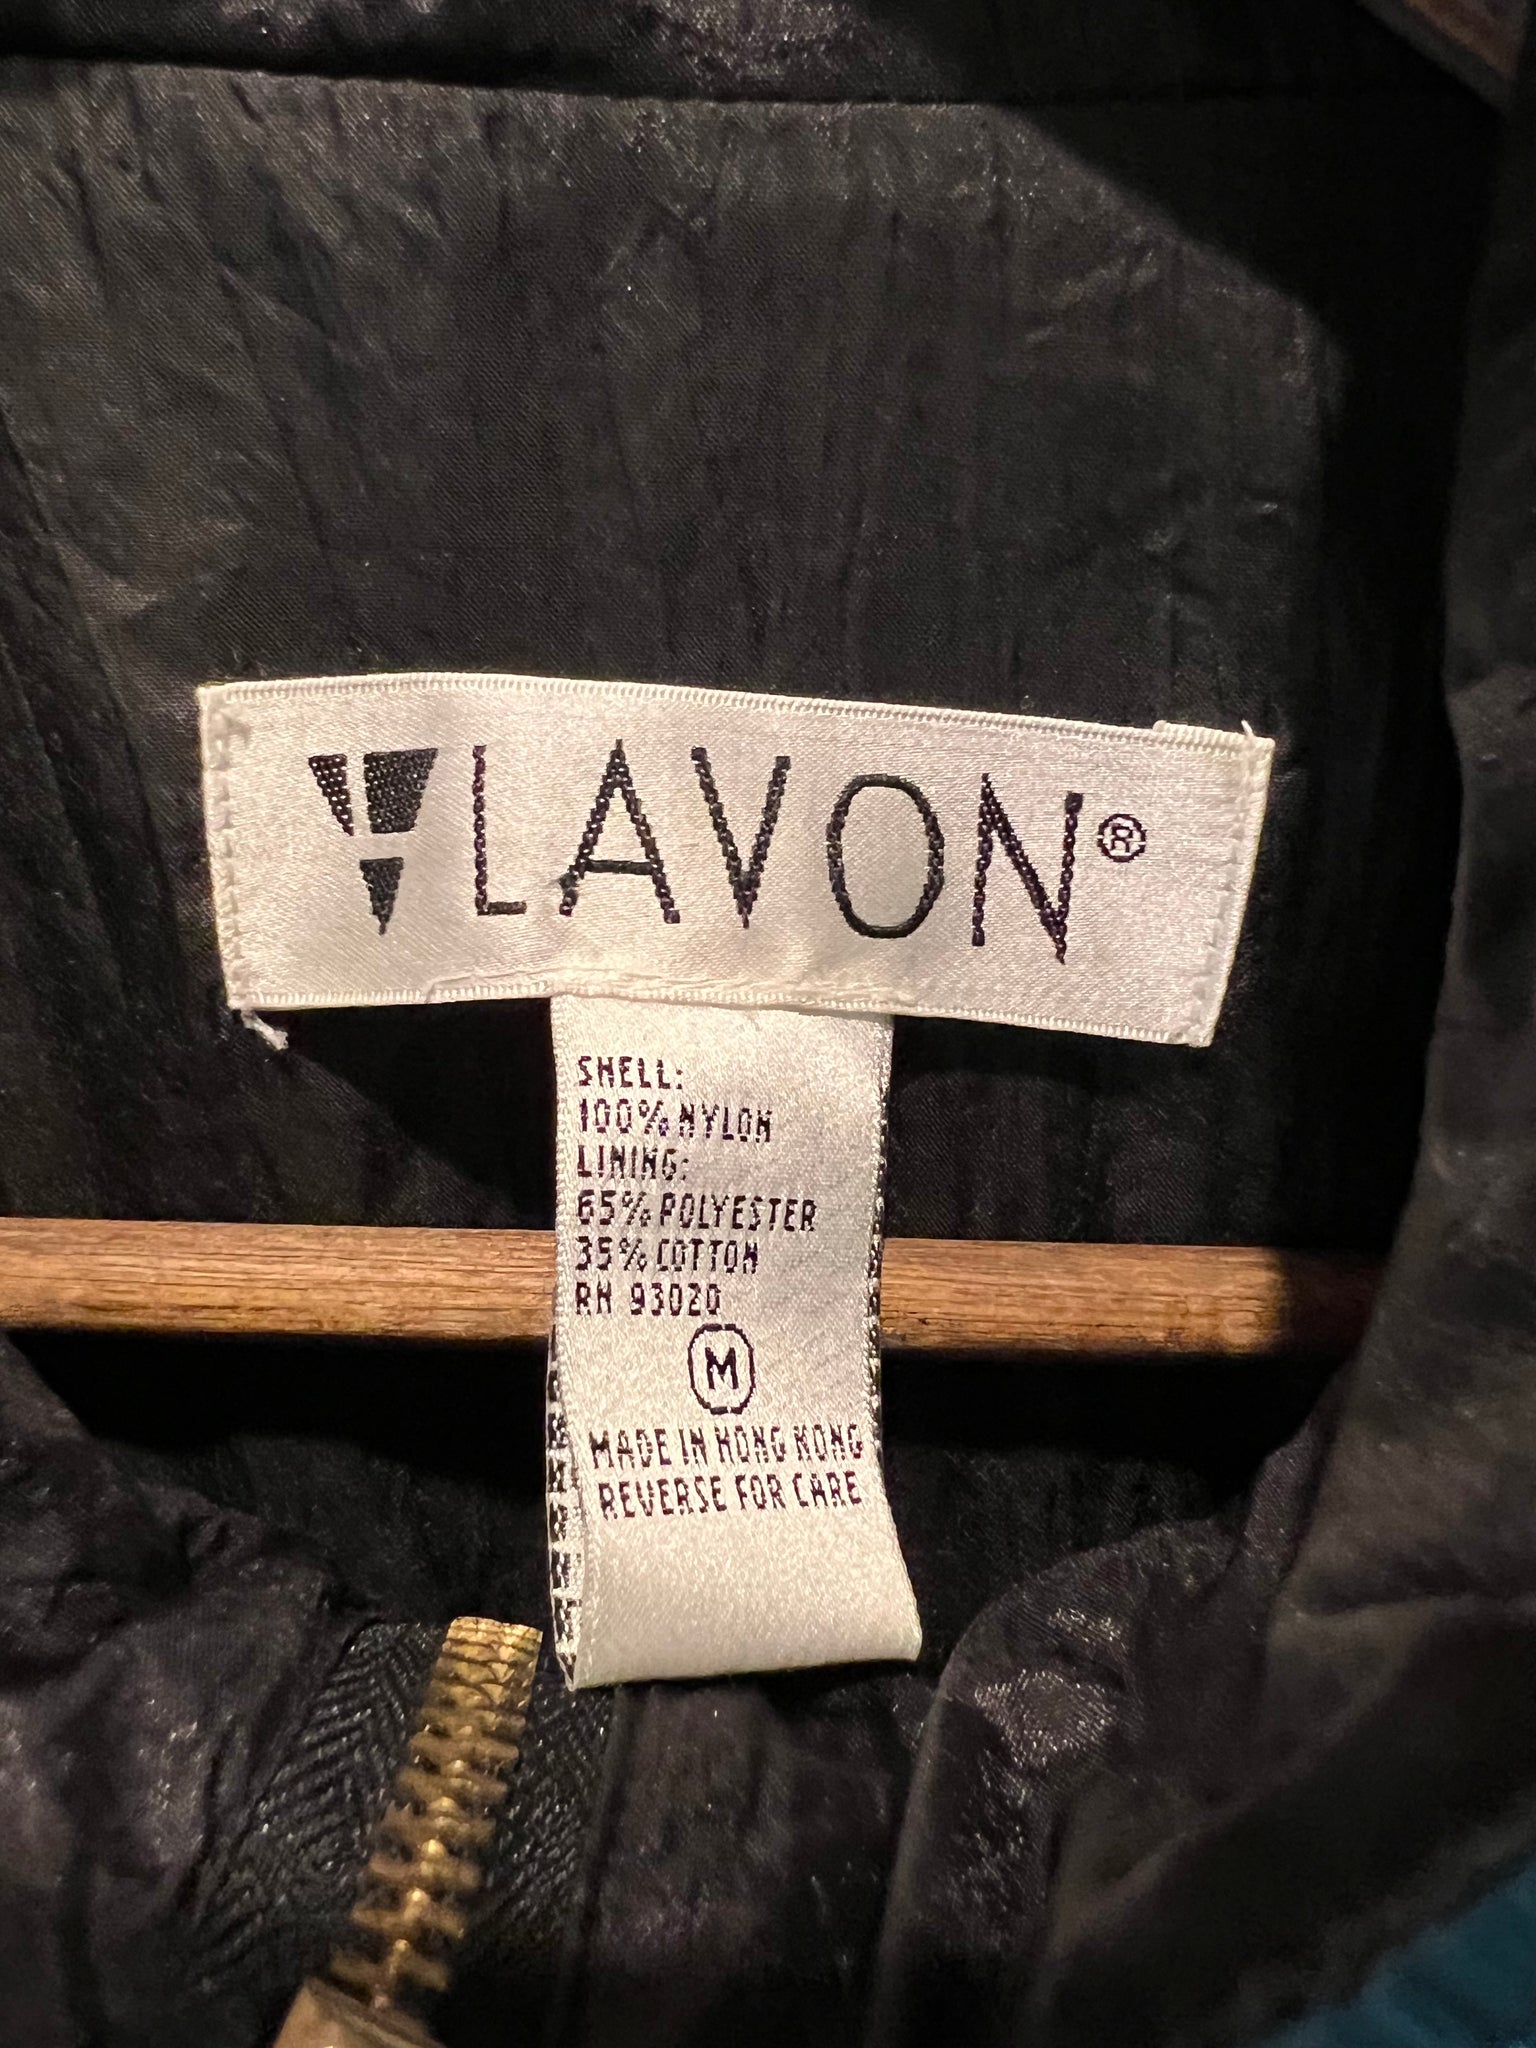 LAVON®
SHELL:
100% NYLON
LINING:
65% POLYESTER
35% COTTON
RN 93020
M
MADE IN HONG KONG
REVERSE FOR CARE